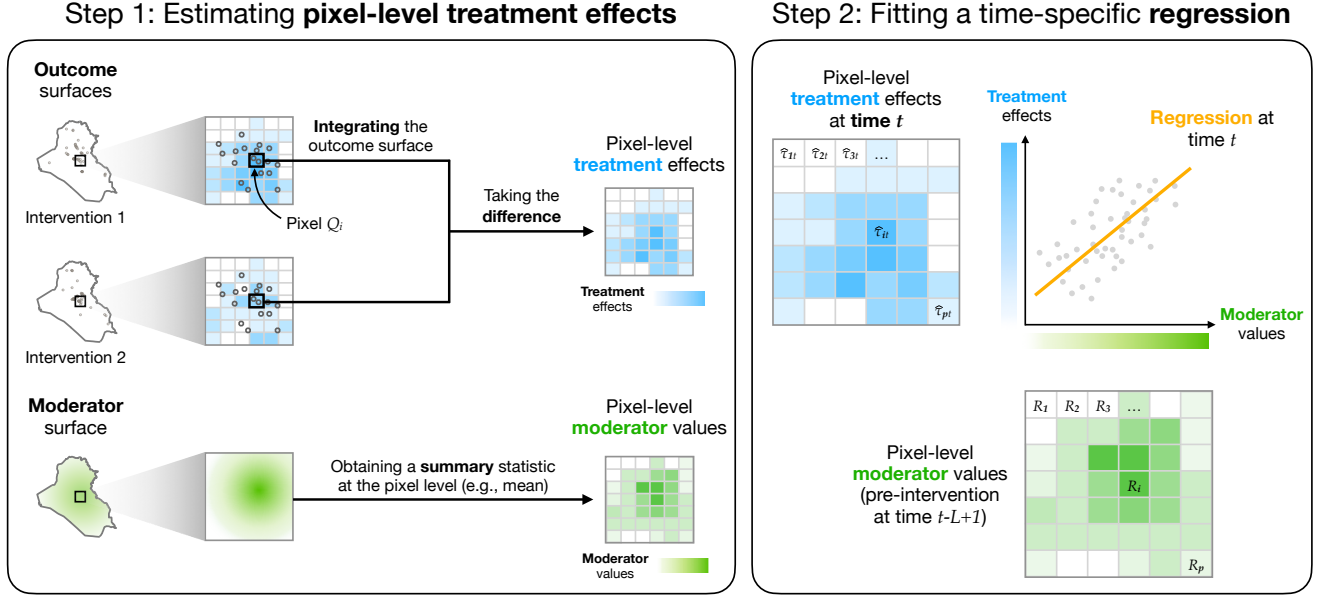 Step 1: Estimating pixel-level treatment effects
Outcome
surfaces
Intervention 1
Intervention 2
Integrating the
outcome surface
Pixel Qi
Taking the
difference
Pixel-level
treatment effects
Treatment
effects
Moderator
surface
Obtaining a summary statistic
at the pixel level (e.g., mean)
Pixel-level
moderator values
Moderator
values
Step 2: Fitting a time-specific regression
Pixel-level
treatment effects
at time t
τ̂1t τ̂2t τ̂3t ...
τ̂it
τ̂pt
Treatment
effects
Regression at
time t
Moderator
values
Pixel-level
moderator values
(pre-intervention
at time t-L+1)
R1 R2 R3 ...
Ri
Rp